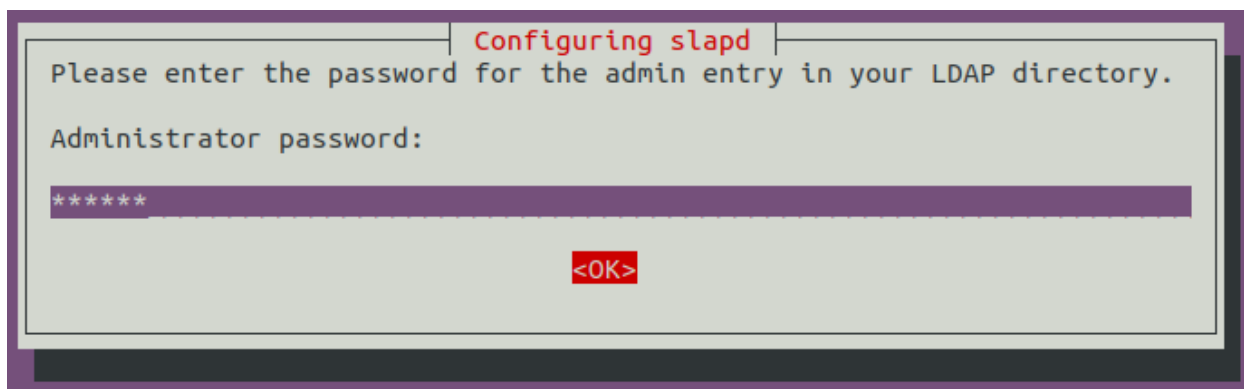 Configuring slapd
Please enter the password for the admin entry in your LDAP directory.
Administrator password:
******
<OK>